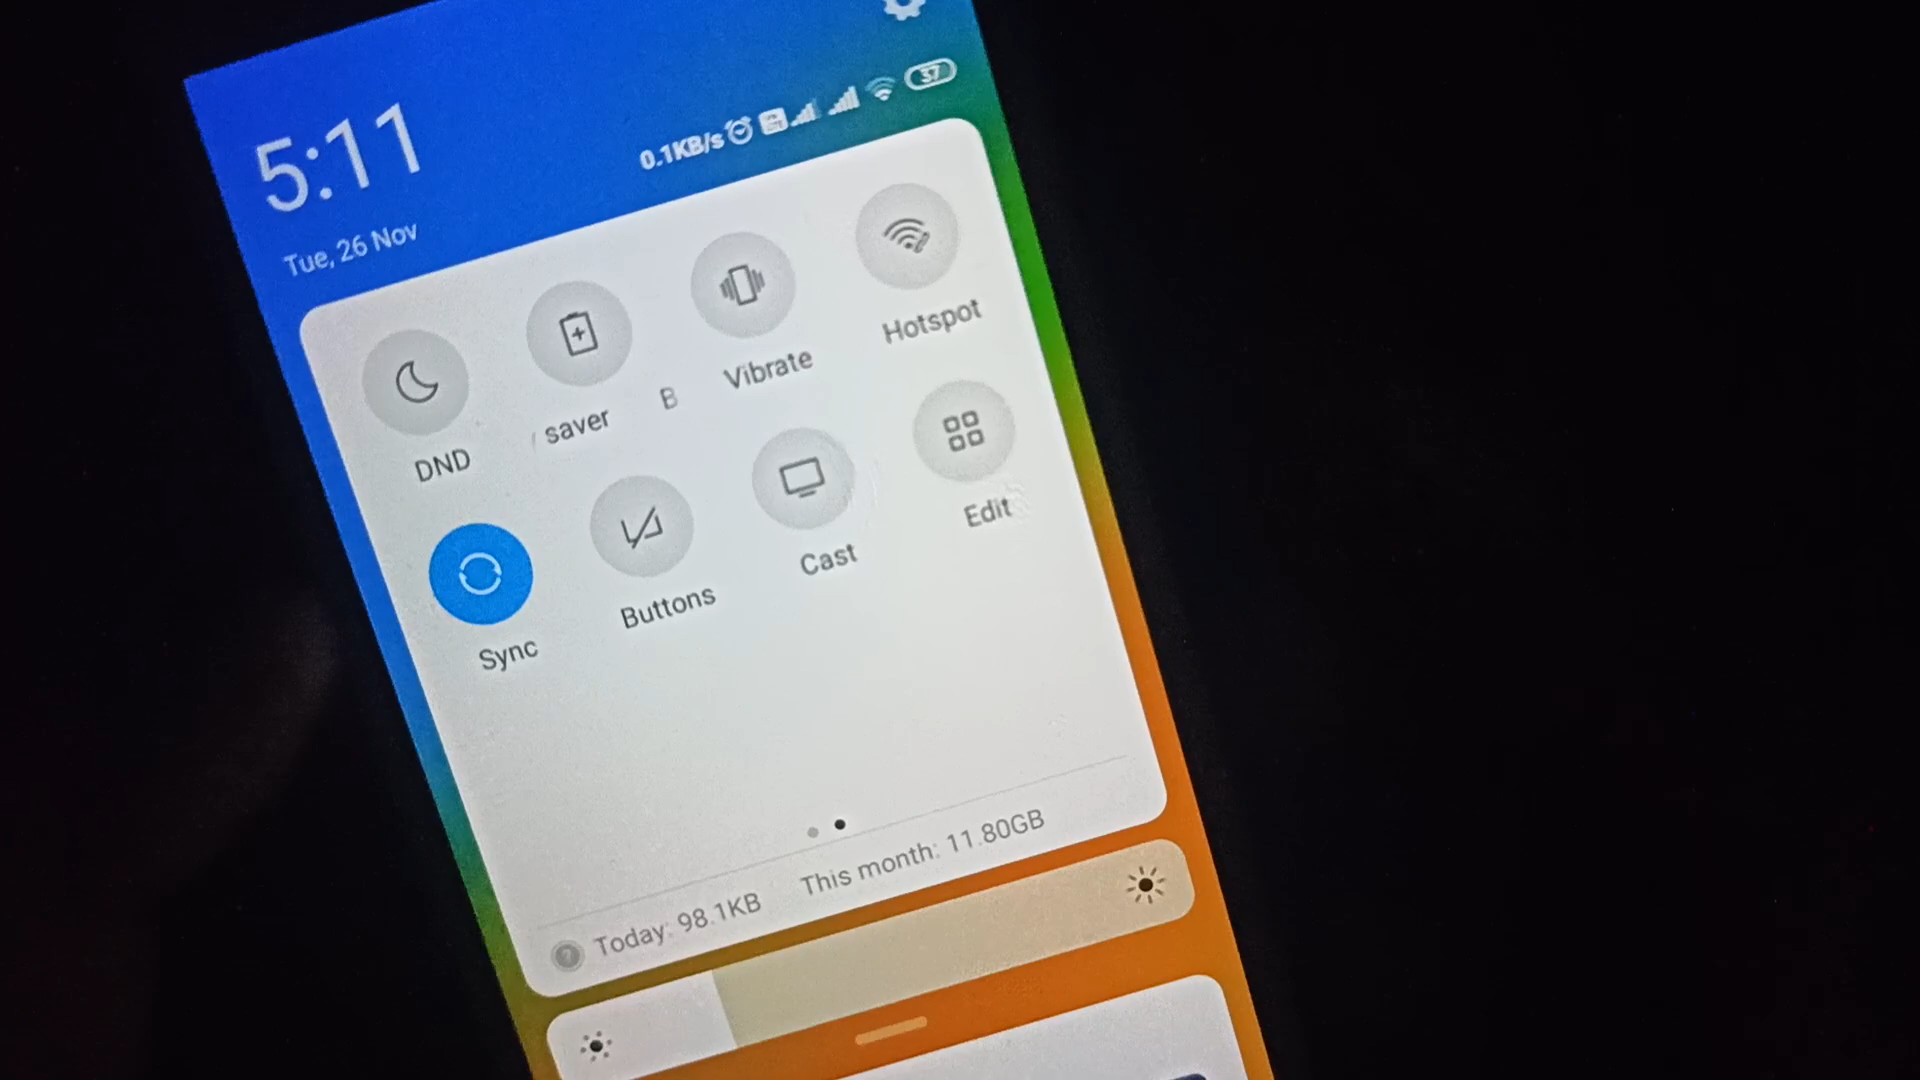 5:11
Tue, 26 Nov
0.1KB/s
37
DND
saver B
Vibrate
Hotspot
Sync
Buttons
Cast
Edit
Today: 98.1KB This month: 11.80GB